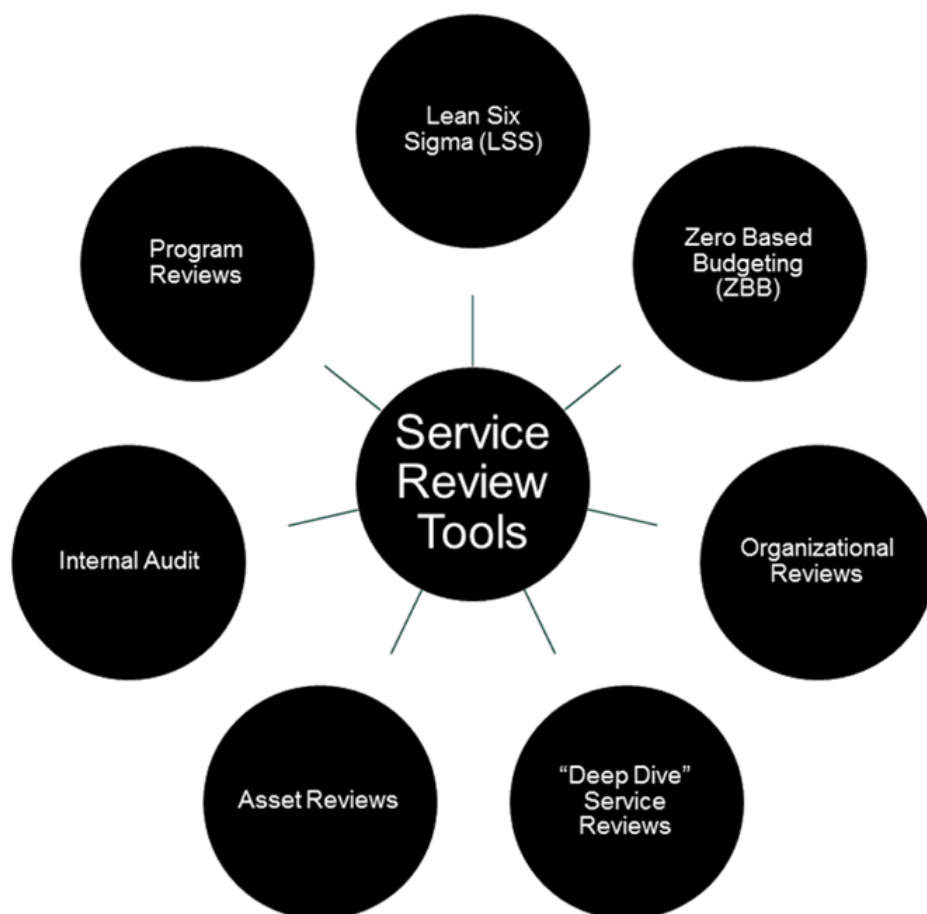 Lean Six
Sigma (LSS)
Zero Based
Budgeting
(ZBB)
Organizational
Reviews
“Deep Dive”
Service
Reviews
Asset Reviews
Internal Audit
Program
Reviews
Service
Review
Tools